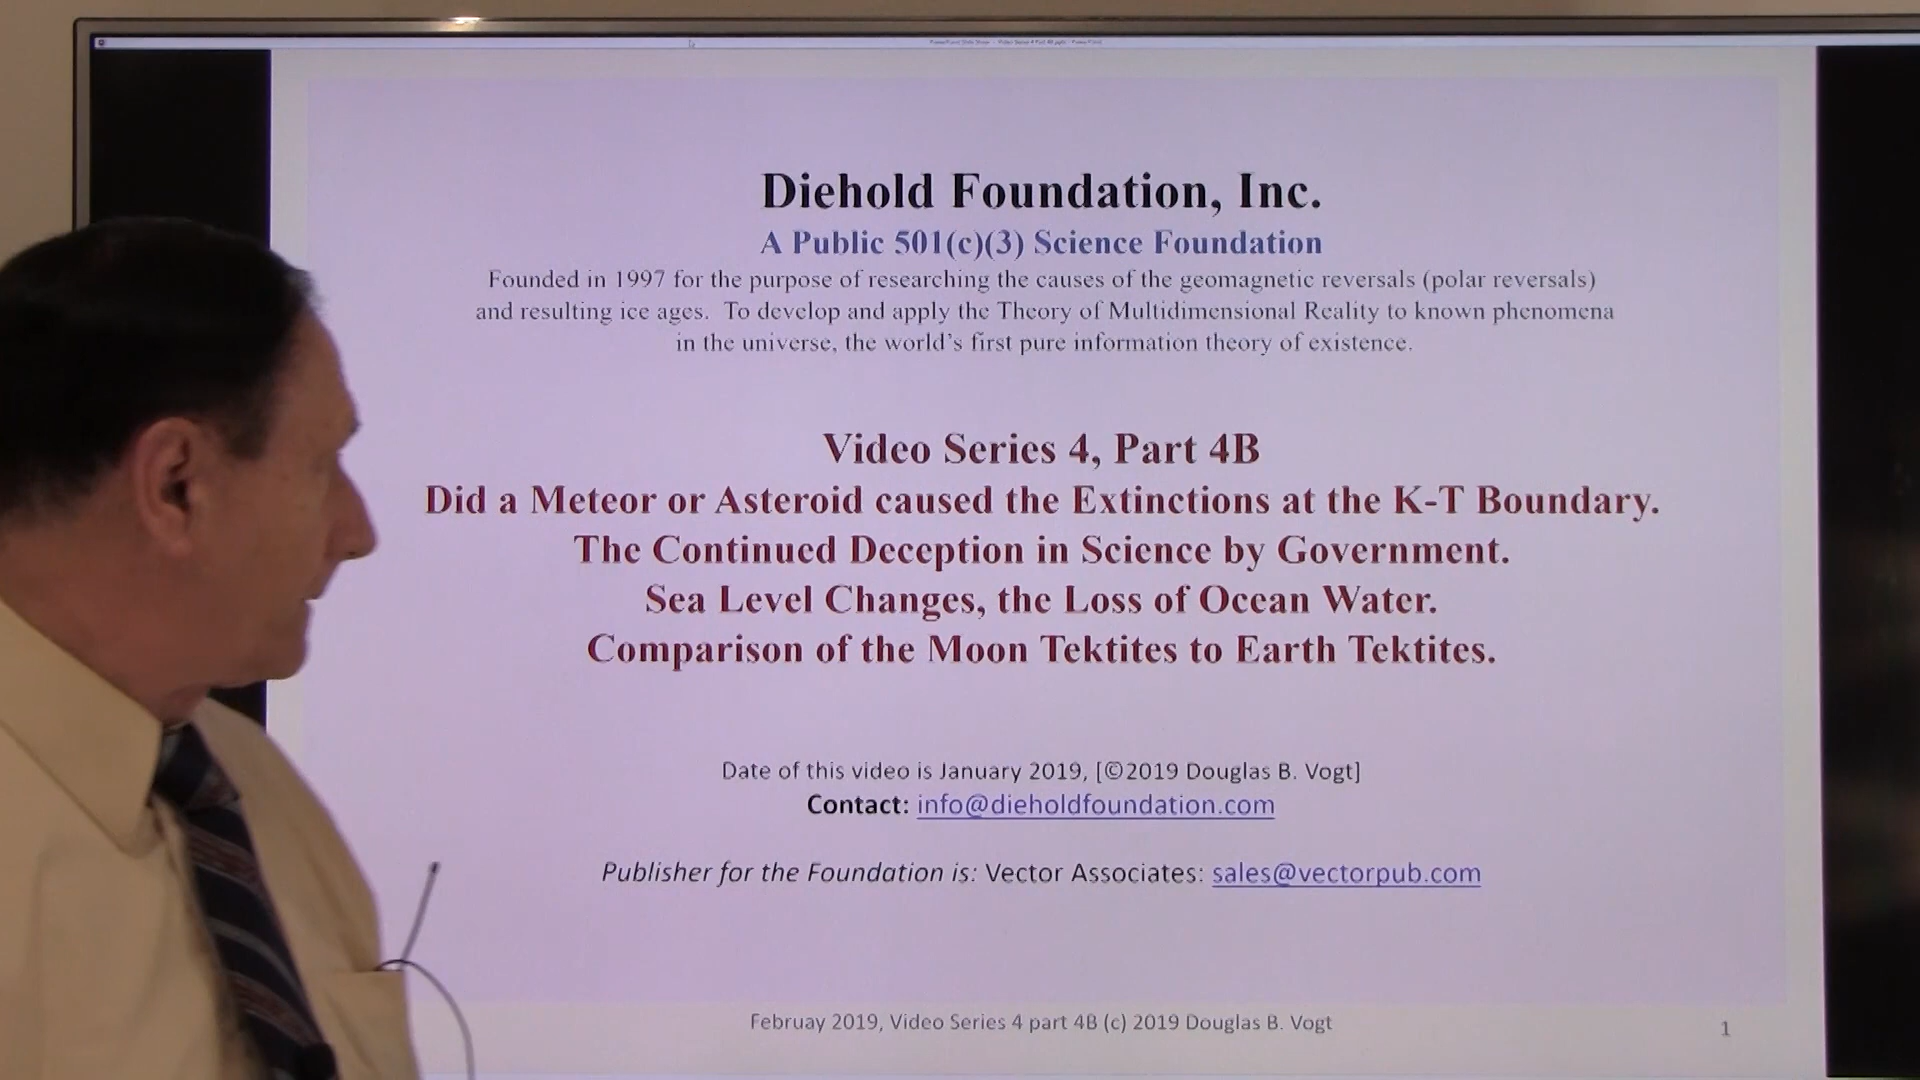 Diehold Foundation, Inc.
A Public 501(c)(3) Science Foundation
Founded in 1997 for the purpose of researching the causes of the geomagnetic reversals (polar reversals)
and resulting ice ages. To develop and apply the Theory of Multidimensional Reality to known phenomena
in the universe, the world's first pure information theory of existence.
Video Series 4, Part 4B
Did a Meteor or Asteroid caused the Extinctions at the K-T Boundary.
The Continued Deception in Science by Government.
Sea Level Changes, the Loss of Ocean Water.
Comparison of the Moon Tektites to Earth Tektites.
Date of this video is January 2019, [©2019 Douglas B. Vogt]
Contact: info@dieholdfoundation.com
Publisher for the Foundation is: Vector Associates: sales@vectorpub.com
Februay 2019, Video Series 4 part 4B (c) 2019 Douglas B. Vogt
1